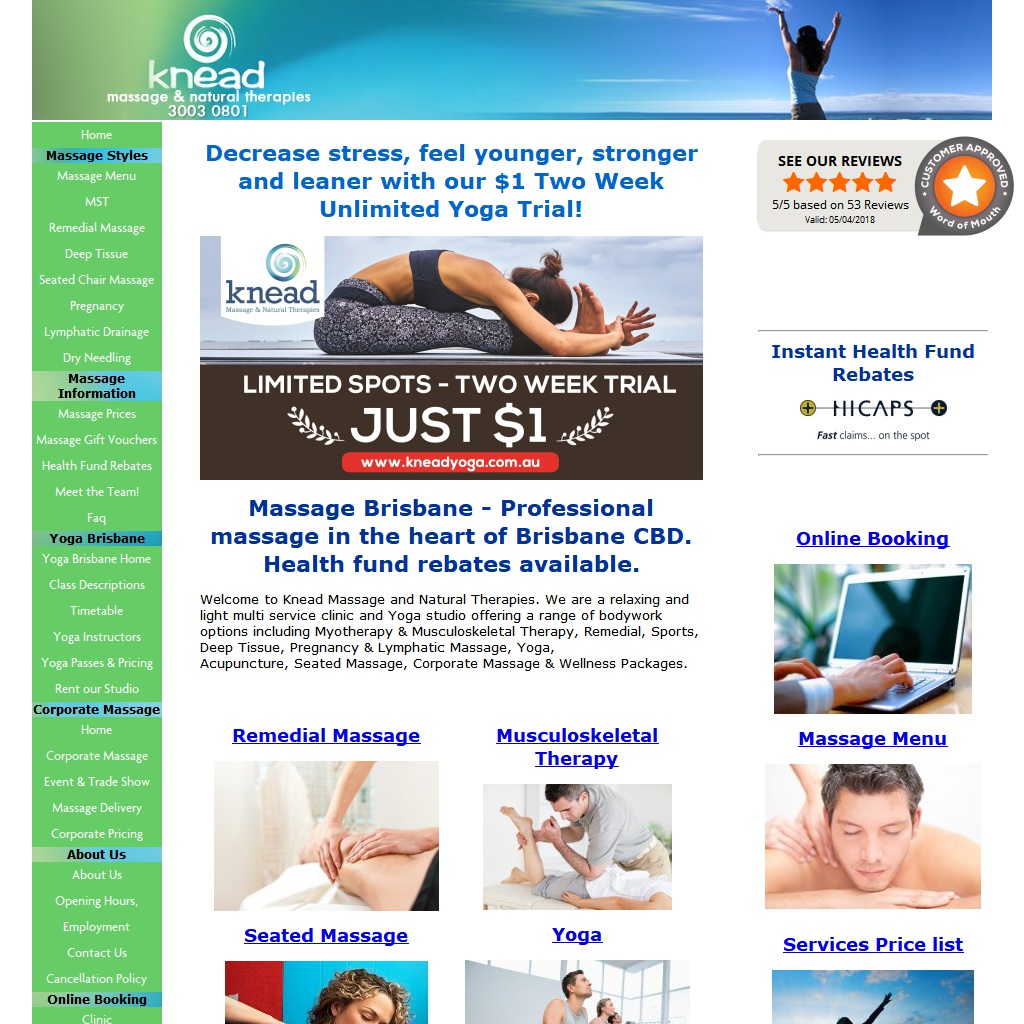 knead
massage & natural therapies
3003 0801
Home
Massage Styles
Massage Menu
MST
Remedial Massage
Deep Tissue
Seated Chair Massage
Pregnancy
Lymphatic Drainage
Dry Needling
Massage
Information
Massage Prices
Massage Gift Vouchers
Health Fund Rebates
Meet the Team!
Faq
Yoga Brisbane
Yoga Brisbane Home
Class Descriptions
Timetable
Yoga Instructors
Yoga Passes & Pricing
Rent our Studio
Corporate Massage
Home
Corporate Massage
Event & Trade Show
Massage Delivery
Corporate Pricing
About Us
About Us
Opening Hours,
Employment
Contact Us
Cancellation Policy
Online Booking
Clinic
Decrease stress, feel younger, stronger
and leaner with our $1 Two Week
Unlimited Yoga Trial!
knead
Massage & Natural Therapies
LIMITED SPOTS - TWO WEEK TRIAL
JUST $1
www.kneadyoga.com.au
Massage Brisbane - Professional
massage in the heart of Brisbane CBD.
Health fund rebates available.
Welcome to Knead Massage and Natural Therapies. We are a relaxing and
light multi service clinic and Yoga studio offering a range of bodywork
options including Myotherapy & Musculoskeletal Therapy, Remedial, Sports,
Deep Tissue, Pregnancy & Lymphatic Massage, Yoga,
Acupuncture, Seated Massage, Corporate Massage & Wellness Packages.
Remedial Massage
Musculoskeletal
Therapy
Seated Massage
Yoga
SEE OUR REVIEWS
5/5 based on 53 Reviews
Valid: 05/04/2018
CUSTOMER APPROVED
Word of Mouth
Instant Health Fund
Rebates
HICAPS
Fast claims... on the spot
Online Booking
Massage Menu
Services Price list